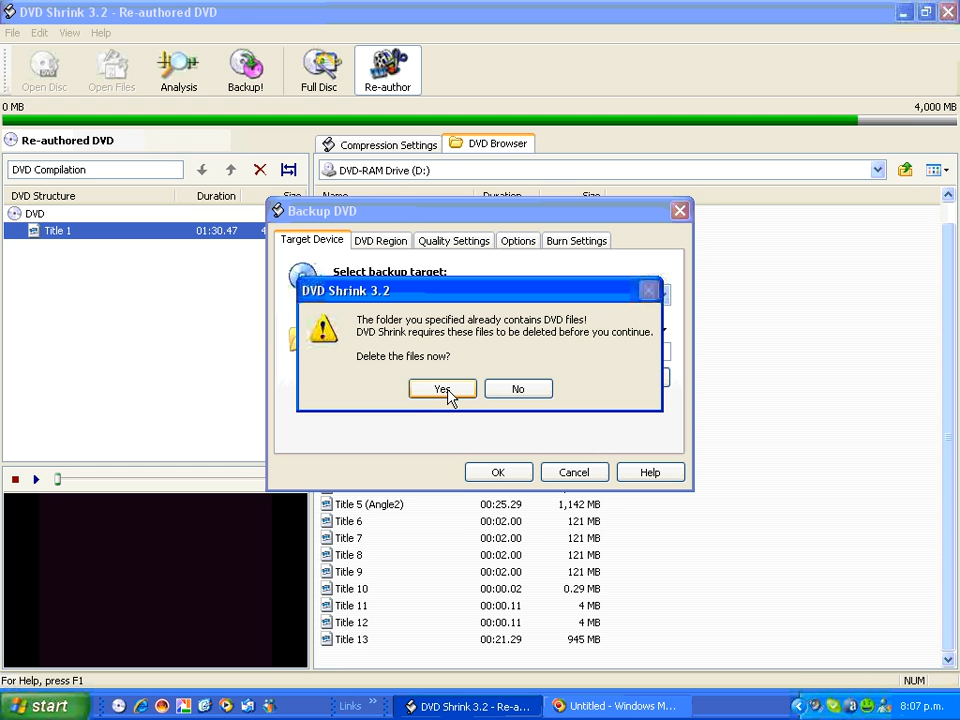 DVD Shrink 3.2 - Re-authored DVD
File Edit View Help
Open Disc Open Files Analysis Backup! Full Disc Re-author
0 MB 4,000 MB
Re-authored DVD
Compression Settings DVD Browser
DVD Compilation
DVD-RAM Drive (D:)
DVD Structure Duration Size
Name Duration Size
DVD
Title 1 01:30.47 4
Backup DVD
Target Device DVD Region Quality Settings Options Burn Settings
Select backup target:
DVD Shrink 3.2
The folder you specified already contains DVD files!
DVD Shrink requires these files to be deleted before you continue.
Delete the files now?
Yes No
OK Cancel Help
Title 5 (Angle2) 00:25.29 1,142 MB
Title 6 00:02.00 121 MB
Title 7 00:02.00 121 MB
Title 8 00:02.00 121 MB
Title 9 00:02.00 121 MB
Title 10 00:00.02 0.29 MB
Title 11 00:00.11 4 MB
Title 12 00:00.11 4 MB
Title 13 00:21.29 945 MB
For Help, press F1 NUM
start Links » DVD Shrink 3.2 - Re-a... Untitled - Windows M... 8:07 p.m.